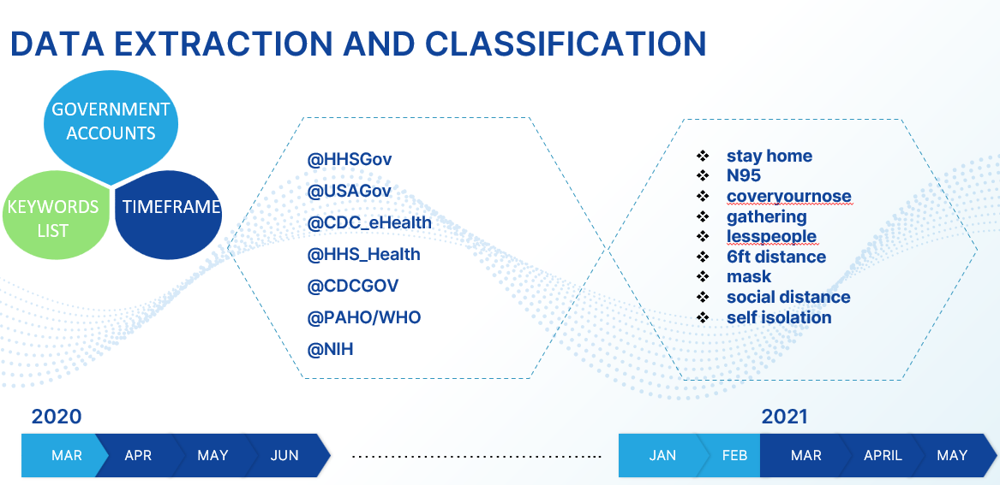 DATA EXTRACTION AND CLASSIFICATION
GOVERNMENT
ACCOUNTS
KEYWORDS
LIST
TIMEFRAME
@HHSGov
@USAGov
@CDC_eHealth
@HHS_Health
@CDCGOV
@PAHO/WHO
@NIH
stay home
N95
coveryournose
gathering
lesspeople
6ft distance
mask
social distance
self isolation
2020
MAR APR MAY JUN
2021
JAN FEB MAR APRIL MAY